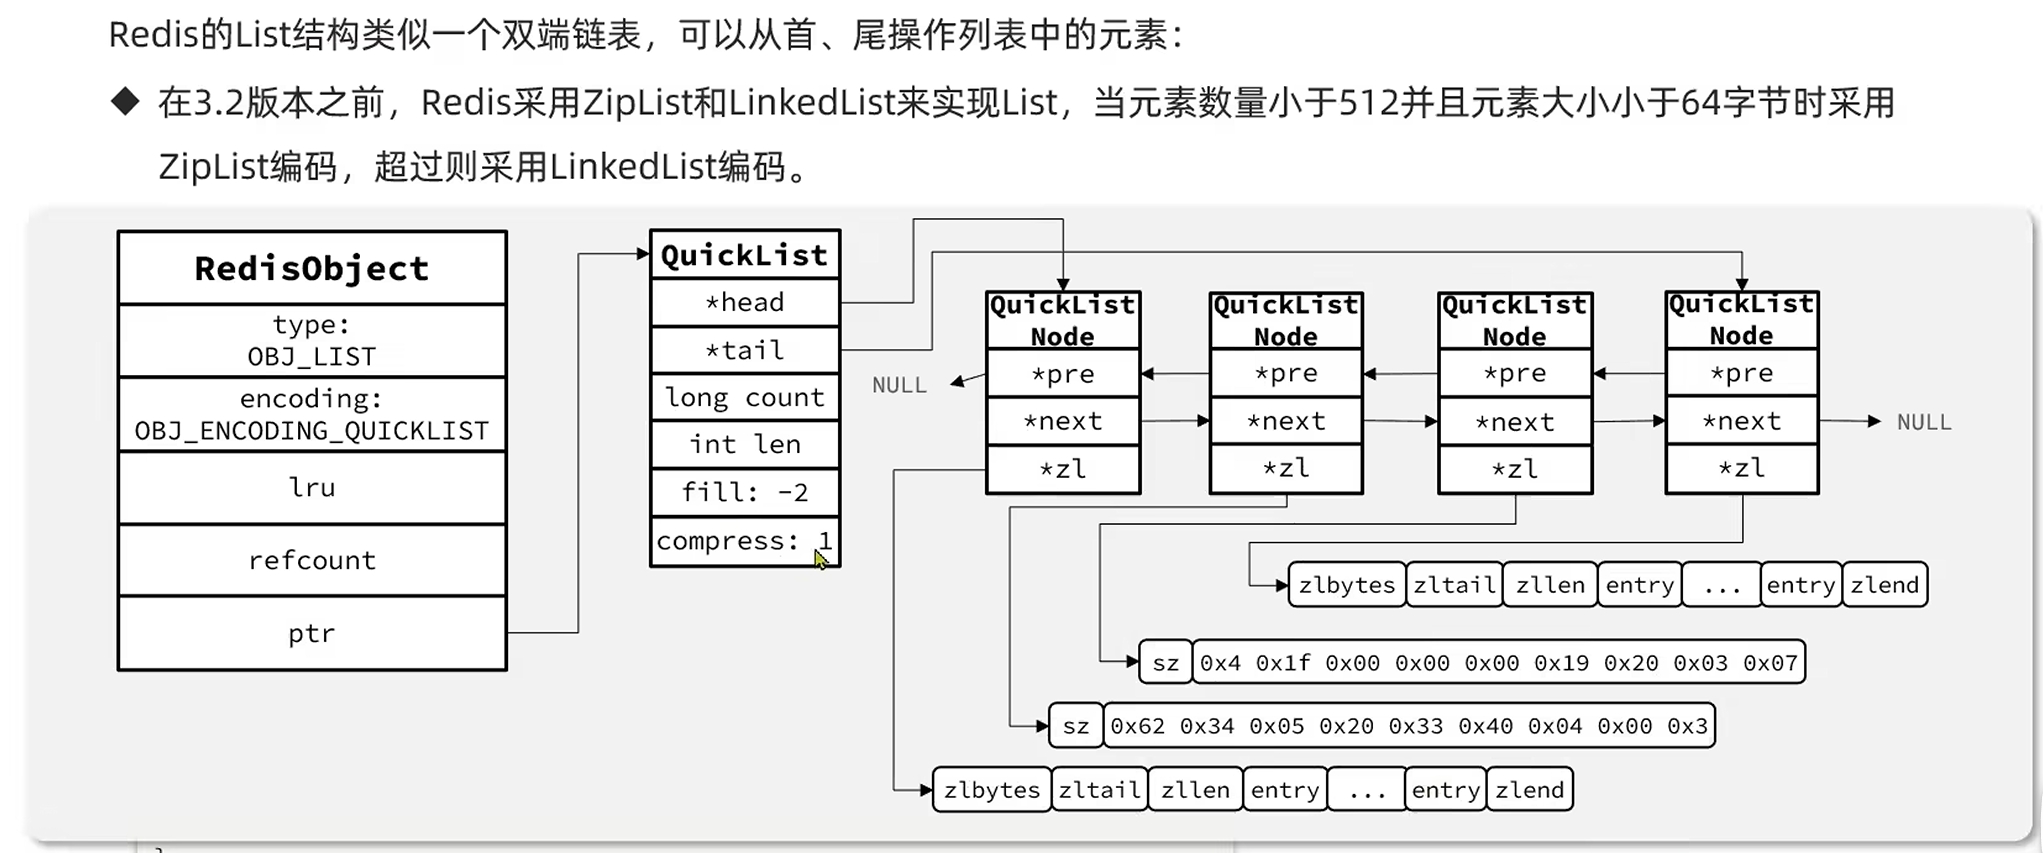 Redis的List结构类似一个双端链表，可以从首、尾操作列表中的元素：
◆ 在3.2版本之前，Redis采用ZipList和LinkedList来实现List，当元素数量小于512并且元素大小小于64字节时采用
ZipList编码，超过则采用LinkedList编码。
RedisObject
type:
OBJ_LIST
encoding:
OBJ_ENCODING_QUICKLIST
lru
refcount
ptr
QuickList
*head
*tail
long count
int len
fill: -2
compress: 1
NULL
QuickList
Node
*pre
*next
*zl
QuickList
Node
*pre
*next
*zl
QuickList
Node
*pre
*next
*zl
QuickList
Node
*pre
*next
*zl
NULL
zlbytes zltail zllen entry ... entry zlend
sz 0x4 0x1f 0x00 0x00 0x00 0x19 0x20 0x03 0x07
sz 0x62 0x34 0x05 0x20 0x33 0x40 0x04 0x00 0x3
zlbytes zltail zllen entry ... entry zlend